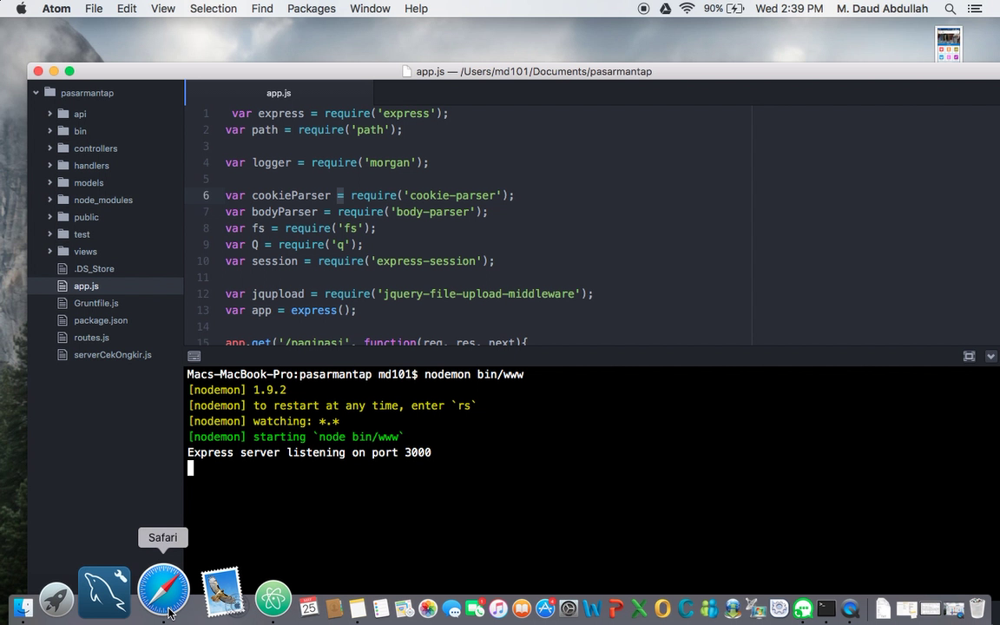 Atom File Edit View Selection Find Packages Window Help 90% Wed 2:39 PM M. Daud Abdullah
app.js — /Users/md101/Documents/pasarmantap
pasarmantap
api
bin
controllers
handlers
models
node_modules
public
test
views
.DS_Store
app.js
Gruntfile.js
package.json
routes.js
serverCekOngkir.js
app.js
1 var express = require('express');
2 var path = require('path');
3
4 var logger = require('morgan');
5
6 var cookieParser = require('cookie-parser');
7 var bodyParser = require('body-parser');
8 var fs = require('fs');
9 var Q = require('q');
10 var session = require('express-session');
11
12 var jqupload = require('jquery-file-upload-middleware');
13 var app = express();
14
15 app.get('/paginasi', function(req, res, next){
Macs-MacBook-Pro:pasarmantap md101$ nodemon bin/www
[nodemon] 1.9.2
[nodemon] to restart at any time, enter `rs`
[nodemon] watching: *.*
[nodemon] starting `node bin/www`
Express server listening on port 3000
Safari
25